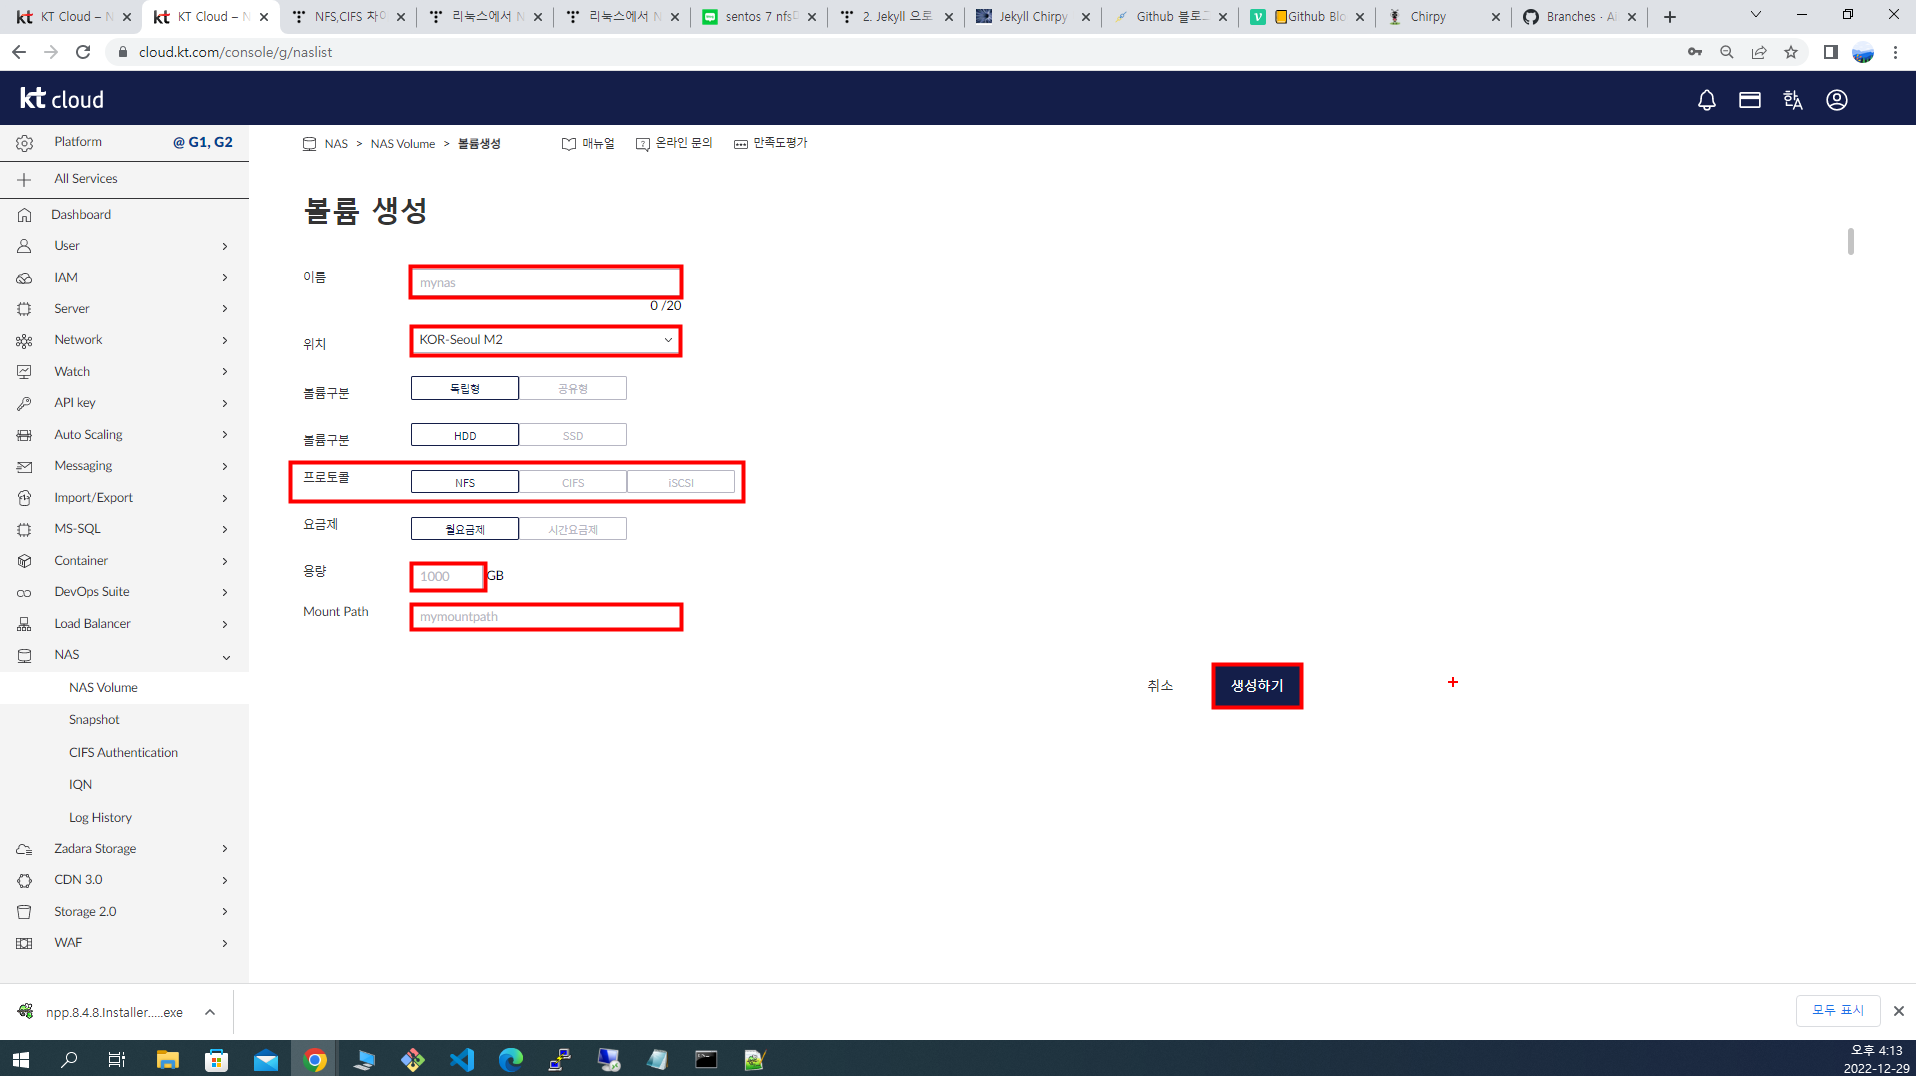 KT Cloud – N
KT Cloud – N
NFS,CIFS 차이
리눅스에서 N
리눅스에서 N
sentos 7 nfs
2. Jekyll 으로
Jekyll Chirpy
Github 블로그
Github Blo
Chirpy
Branches · Ai
cloud.kt.com/console/g/naslist
kt cloud
한A
Platform @ G1, G2
All Services
Dashboard
User
IAM
Server
Network
Watch
API key
Auto Scaling
Messaging
Import/Export
MS-SQL
Container
DevOps Suite
Load Balancer
NAS
NAS Volume
Snapshot
CIFS Authentication
IQN
Log History
Zadara Storage
CDN 3.0
Storage 2.0
WAF
NAS > NAS Volume > 볼륨생성 매뉴얼 온라인 문의 만족도평가
볼륨 생성
이름 mynas
0 /20
위치 KOR-Seoul M2
볼륨구분 독립형 공유형
볼륨구분 HDD SSD
프로토콜 NFS CIFS iSCSI
요금제 월요금제 시간요금제
용량 1000 GB
Mount Path mymountpath
취소 생성하기
npp.8.4.8.Installer.....exe
모두 표시
오후 4:13
2022-12-29